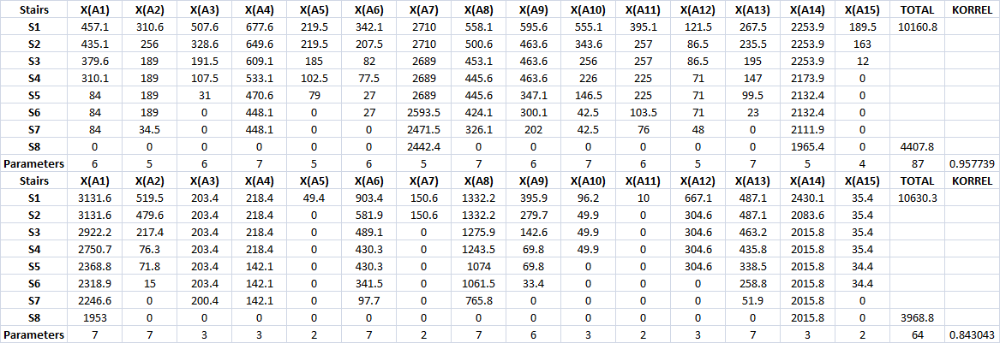 Stairs X(A1) X(A2) X(A3) X(A4) X(A5) X(A6) X(A7) X(A8) X(A9) X(A10) X(A11) X(A12) X(A13) X(A14) X(A15) TOTAL KORREL
S1 457.1 310.6 507.6 677.6 219.5 342.1 2710 558.1 595.6 555.1 395.1 121.5 267.5 2253.9 189.5 10160.8
S2 435.1 256 328.6 649.6 219.5 207.5 2710 500.6 463.6 343.6 257 86.5 235.5 2253.9 163
S3 379.6 189 191.5 609.1 185 82 2689 453.1 463.6 256 257 86.5 195 2253.9 12
S4 310.1 189 107.5 533.1 102.5 77.5 2689 445.6 463.6 226 225 71 147 2173.9 0
S5 84 189 31 470.6 79 27 2689 445.6 347.1 146.5 225 71 99.5 2132.4 0
S6 84 189 0 448.1 0 27 2593.5 424.1 300.1 42.5 103.5 71 23 2132.4 0
S7 84 34.5 0 448.1 0 0 2471.5 326.1 202 42.5 76 48 0 2111.9 0
S8 0 0 0 0 0 0 2442.4 0 0 0 0 0 0 1965.4 0 4407.8
Parameters 6 5 6 7 5 6 5 7 6 7 6 5 7 5 4 87 0.957739
Stairs X(A1) X(A2) X(A3) X(A4) X(A5) X(A6) X(A7) X(A8) X(A9) X(A10) X(A11) X(A12) X(A13) X(A14) X(A15) TOTAL KORREL
S1 3131.6 519.5 203.4 218.4 49.4 903.4 150.6 1332.2 395.9 96.2 10 667.1 487.1 2430.1 35.4 10630.3
S2 3131.6 479.6 203.4 218.4 0 581.9 150.6 1332.2 279.7 49.9 0 304.6 487.1 2083.6 35.4
S3 2922.2 217.4 203.4 218.4 0 489.1 0 1275.9 142.6 49.9 0 304.6 463.2 2015.8 35.4
S4 2750.7 76.3 203.4 218.4 0 430.3 0 1243.5 69.8 49.9 0 304.6 435.8 2015.8 35.4
S5 2368.8 71.8 203.4 142.1 0 430.3 0 1074 69.8 0 0 304.6 338.5 2015.8 34.4
S6 2318.9 15 203.4 142.1 0 341.5 0 1061.5 33.4 0 0 0 258.8 2015.8 34.4
S7 2246.6 0 200.4 142.1 0 97.7 0 765.8 0 0 0 0 51.9 2015.8 0
S8 1953 0 0 0 0 0 0 0 0 0 0 0 0 2015.8 0 3968.8
Parameters 7 7 3 3 2 7 2 7 6 3 2 3 7 3 2 64 0.843043